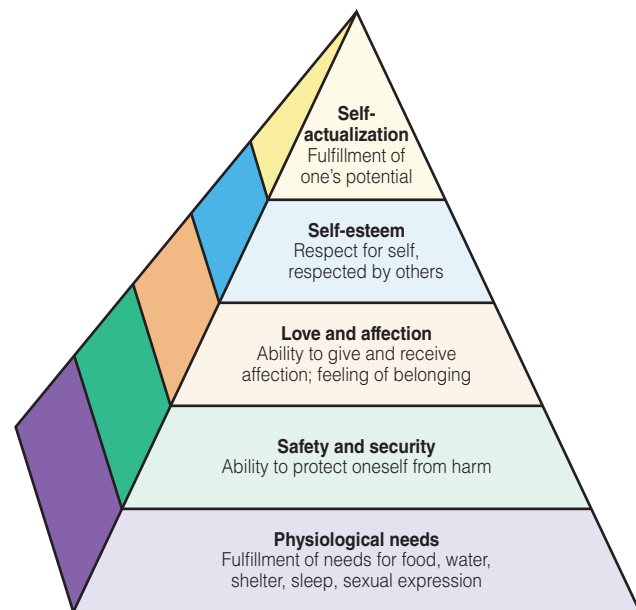 Self-
actualization
Fulfillment of
one's potential
Self-esteem
Respect for self,
respected by others
Love and affection
Ability to give and receive
affection; feeling of belonging
Safety and security
Ability to protect oneself from harm
Physiological needs
Fulfillment of needs for food, water,
shelter, sleep, sexual expression